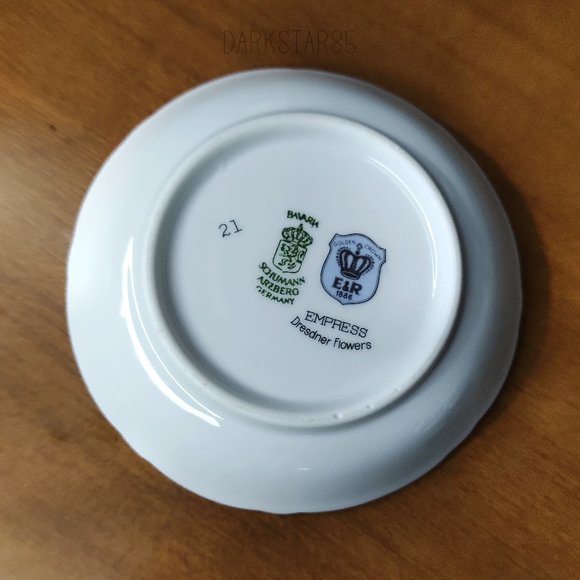 DARKSTAR85
21
BAVARIA
SCHUMANN
ARZBERG
GERMANY
GOLDEN CROWN
E&R
1886
EMPRESS
Dresdner flowers